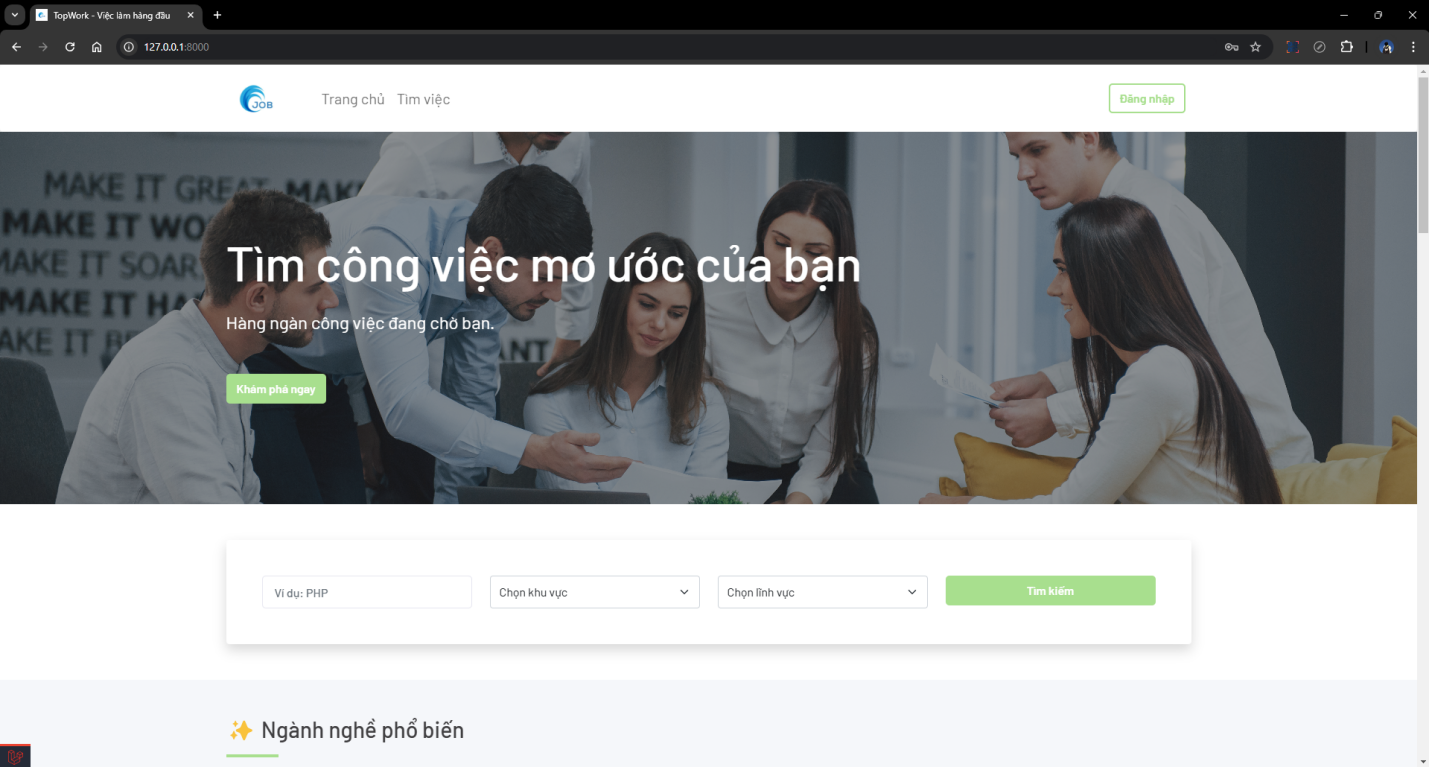 TopWork - Việc làm hàng đầu
127.0.0.1:8000
JOB
Trang chủ
Tìm việc
Đăng nhập
MAKE IT GREAT
MAKE IT WO
MAKE IT SOAR
MAKE IT HA
Tìm công việc mơ ước của bạn
Hàng ngàn công việc đang chờ bạn.
Khám phá ngay
Ví dụ: PHP
Chọn khu vực
Chọn lĩnh vực
Tìm kiếm
✨ Ngành nghề phổ biến